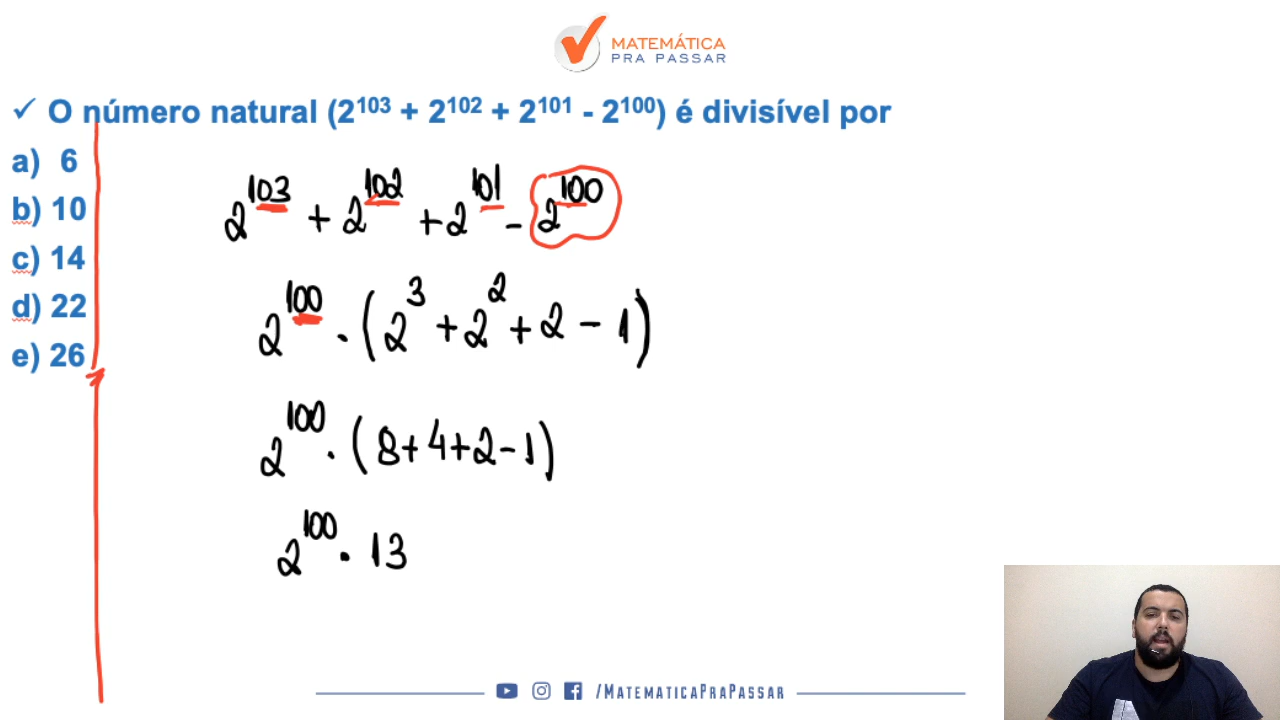 MATEMÁTICA
PRA PASSAR
✓ O número natural (2¹⁰³ + 2¹⁰² + 2¹⁰¹ - 2¹⁰⁰) é divisível por
a) 6
b) 10
c) 14
d) 22
e) 26
2¹⁰³ + 2¹⁰² + 2¹⁰¹ - 2¹⁰⁰
2¹⁰⁰ · (2³ + 2² + 2 - 1)
2¹⁰⁰ · (8 + 4 + 2 - 1)
2¹⁰⁰ · 13
/MATEMATICAPRAPASSAR